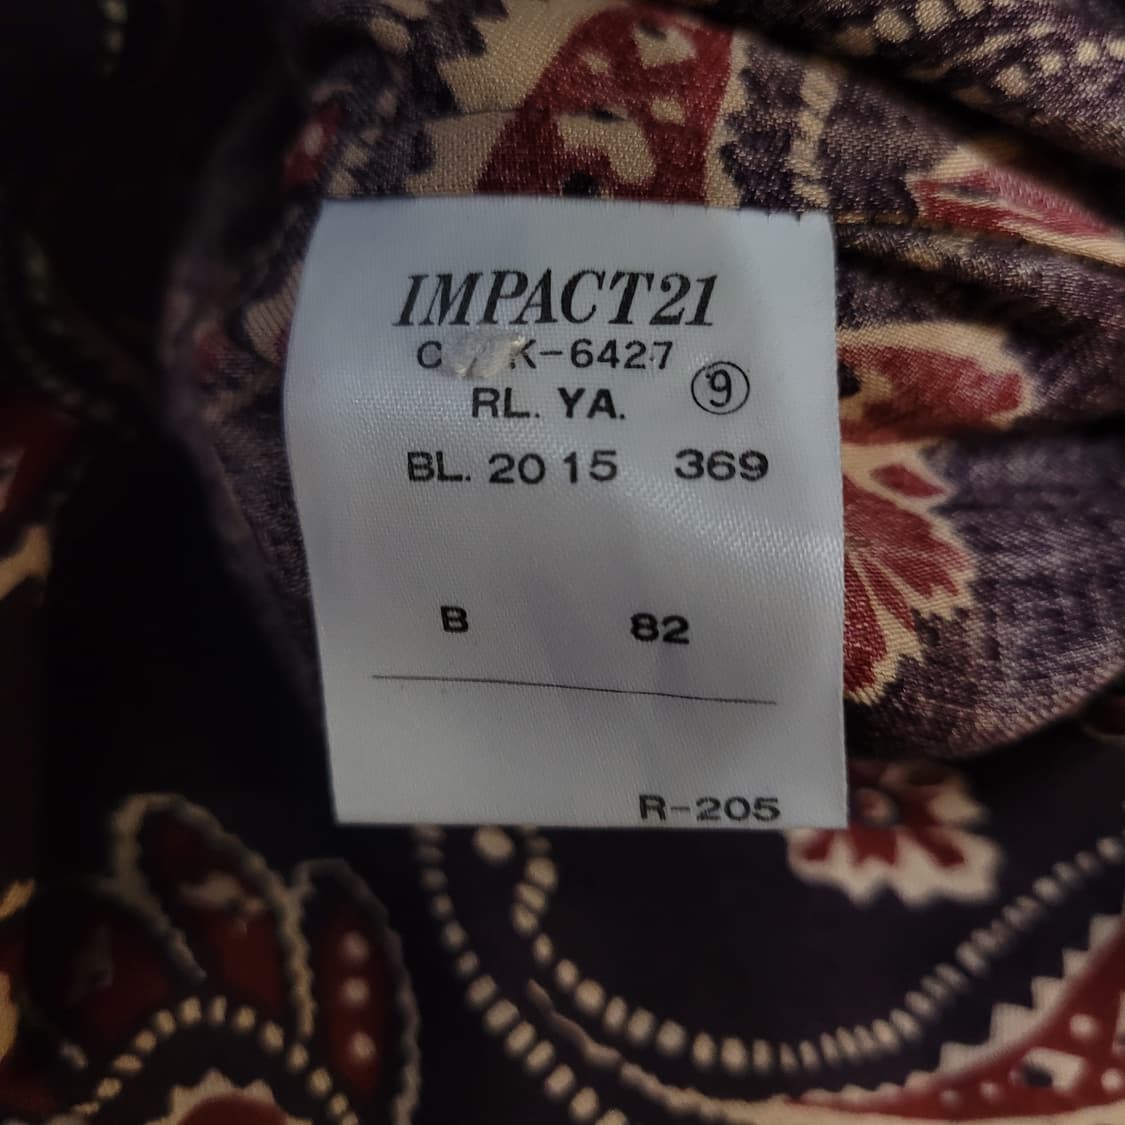 IMPACT21
K-6427
RL. YA. ⑨
BL. 20 15 369
B 82
R-205